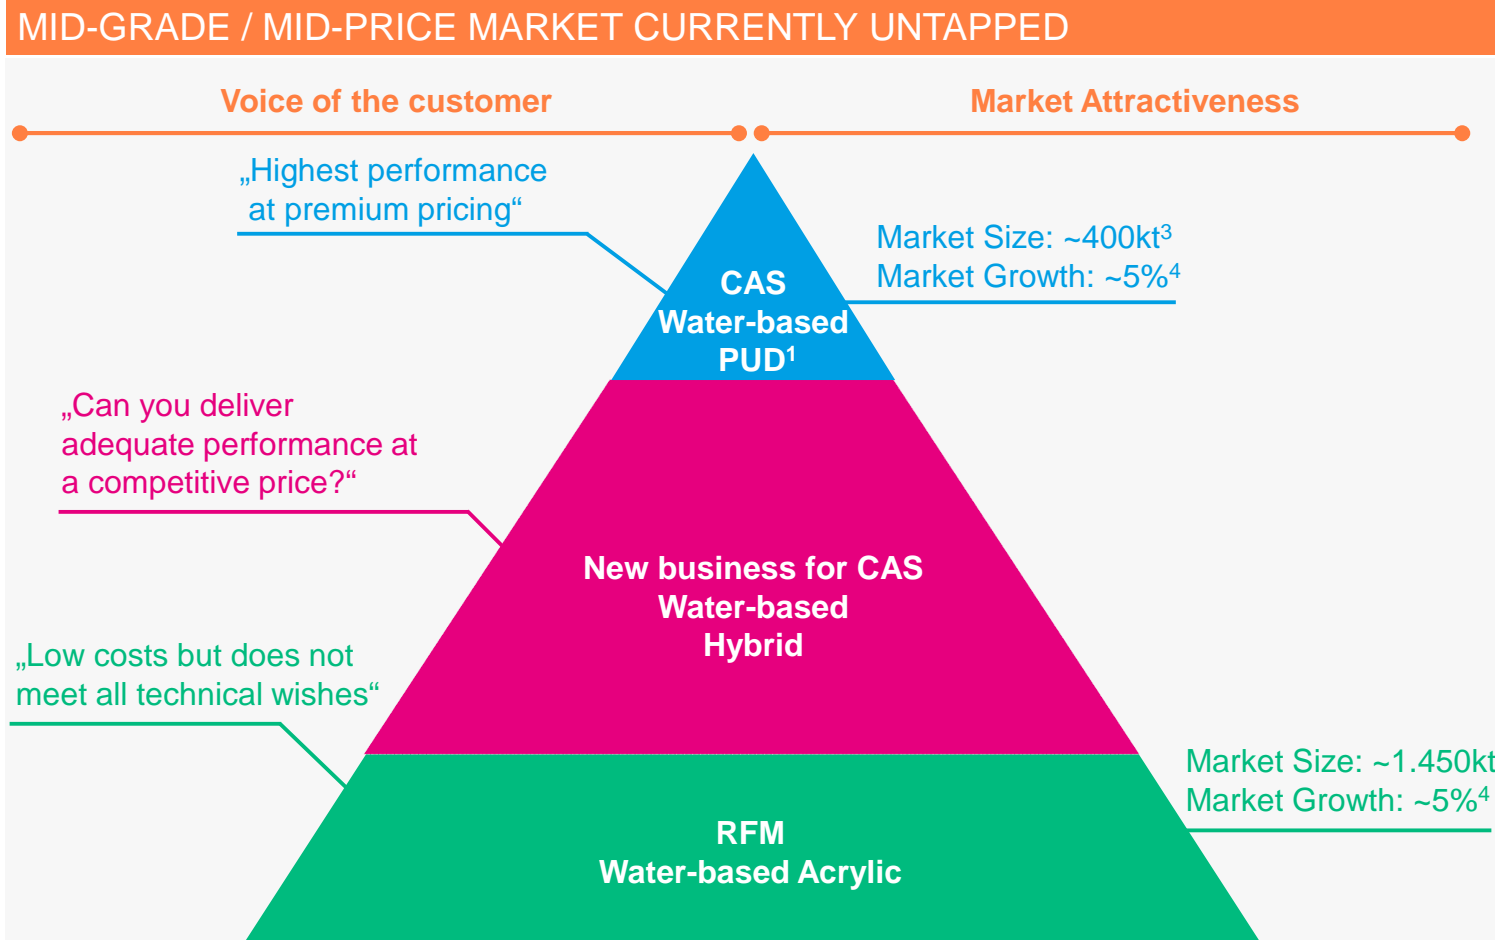 MID-GRADE / MID-PRICE MARKET CURRENTLY UNTAPPED
Voice of the customer
Market Attractiveness
„Highest performance
at premium pricing“
Market Size: ~400kt³
Market Growth: ~5%⁴
CAS
Water-based
PUD¹
„Can you deliver
adequate performance at
a competitive price?“
New business for CAS
Water-based
Hybrid
„Low costs but does not
meet all technical wishes“
Market Size: ~1.450kt
Market Growth: ~5%⁴
RFM
Water-based Acrylic